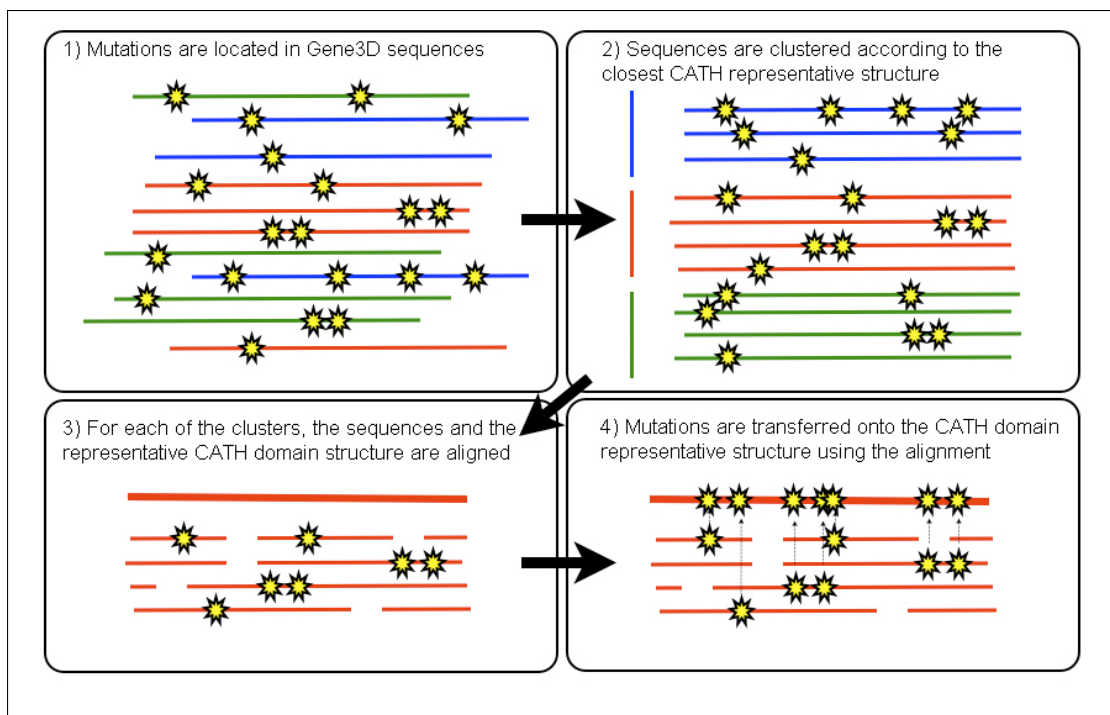 1) Mutations are located in Gene3D sequences
2) Sequences are clustered according to the
closest CATH representative structure
3) For each of the clusters, the sequences and the
representative CATH domain structure are aligned
4) Mutations are transferred onto the CATH domain
representative structure using the alignment